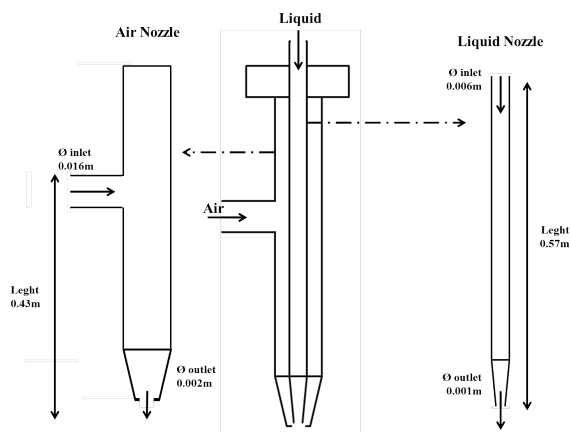 Air Nozzle
Ø inlet
0.016m
Leght
0.43m
Ø outlet
0.002m
Liquid
Air
Liquid Nozzle
Ø inlet
0.006m
Leght
0.57m
Ø outlet
0.001m